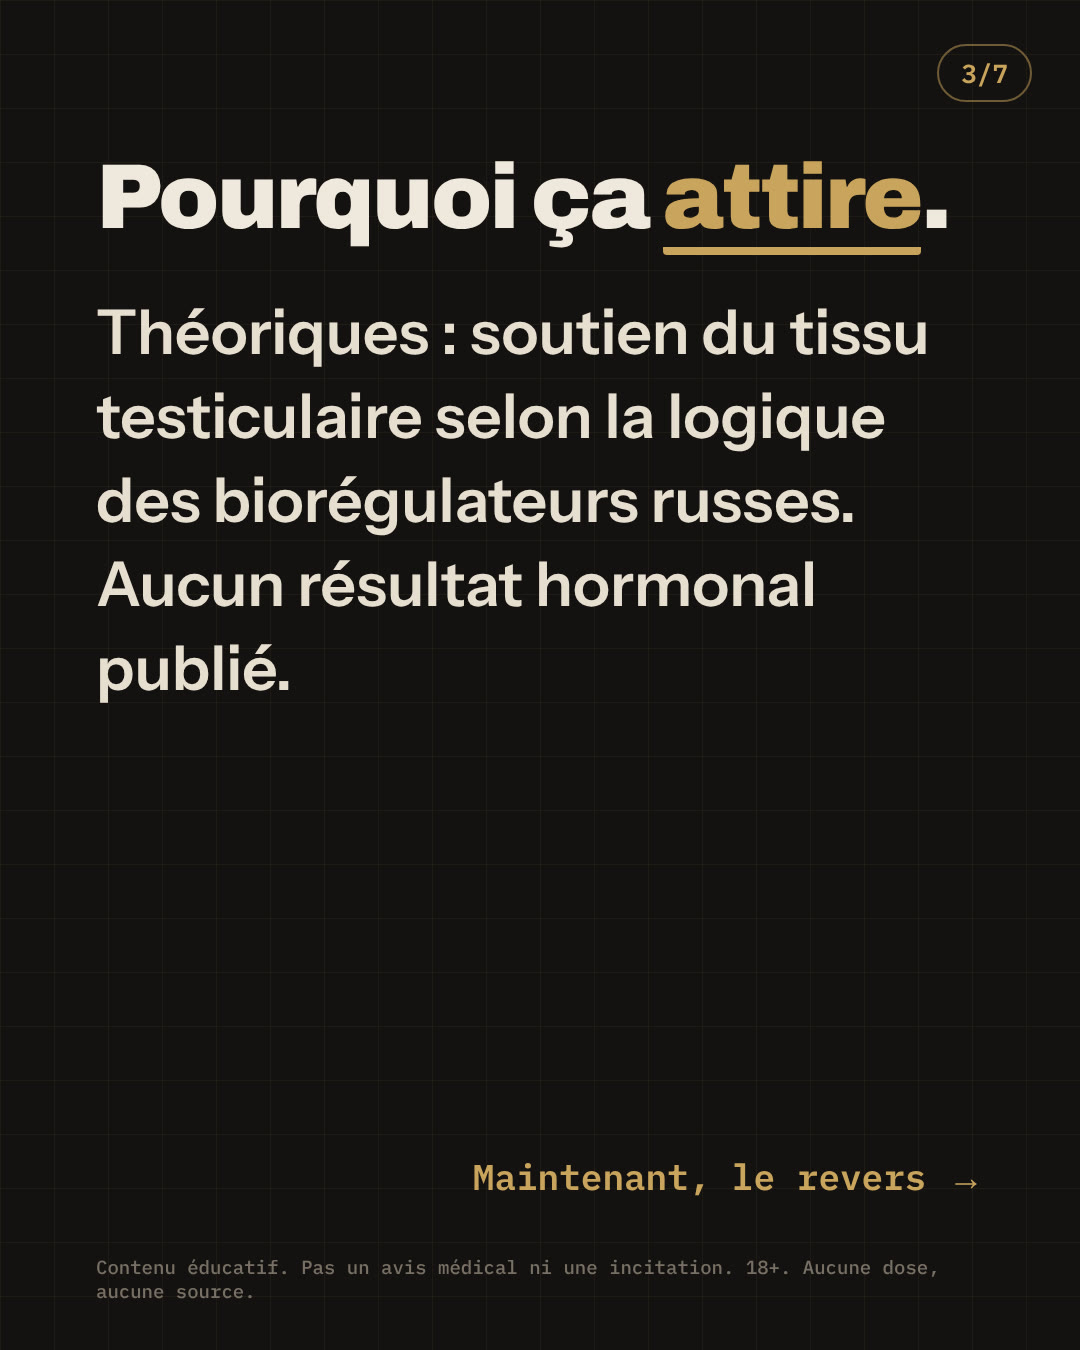 3/7
Pourquoi ça attire.
Théoriques : soutien du tissu
testiculaire selon la logique
des biorégulateurs russes.
Aucun résultat hormonal
publié.
Maintenant, le revers →
Contenu éducatif. Pas un avis médical ni une incitation. 18+. Aucune dose,
aucune source.